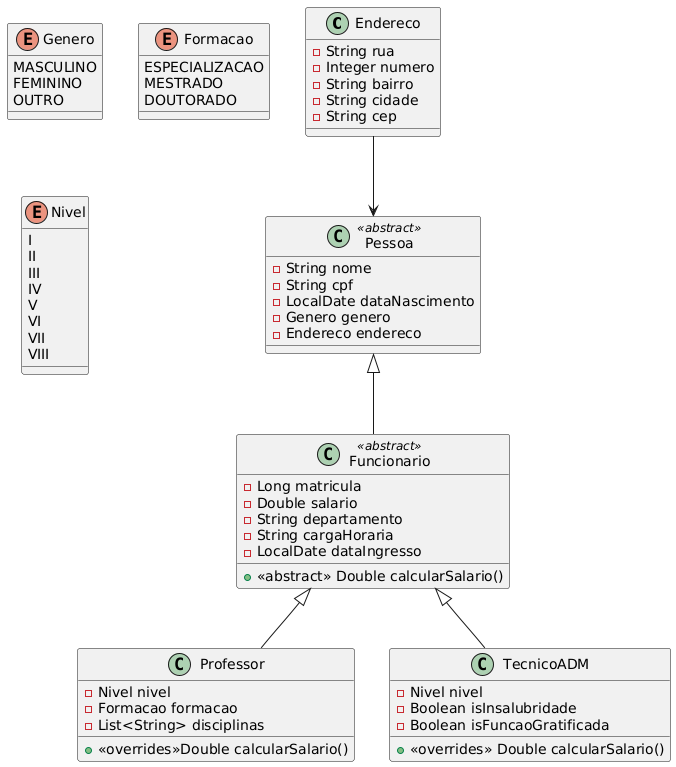 E Genero
MASCULINO
FEMININO
OUTRO
E Formacao
ESPECIALIZACAO
MESTRADO
DOUTORADO
C Endereco
String rua
Integer numero
String bairro
String cidade
String cep
E Nivel
I
II
III
IV
V
VI
VII
VIII
C «abstract»
Pessoa
String nome
String cpf
LocalDate dataNascimento
Genero genero
Endereco endereco
C «abstract»
Funcionario
Long matricula
Double salario
String departamento
String cargaHoraria
LocalDate dataIngresso
«abstract» Double calcularSalario()
C Professor
Nivel nivel
Formacao formacao
List<String> disciplinas
«overrides»Double calcularSalario()
C TecnicoADM
Nivel nivel
Boolean isInsalubridade
Boolean isFuncaoGratificada
«overrides» Double calcularSalario()